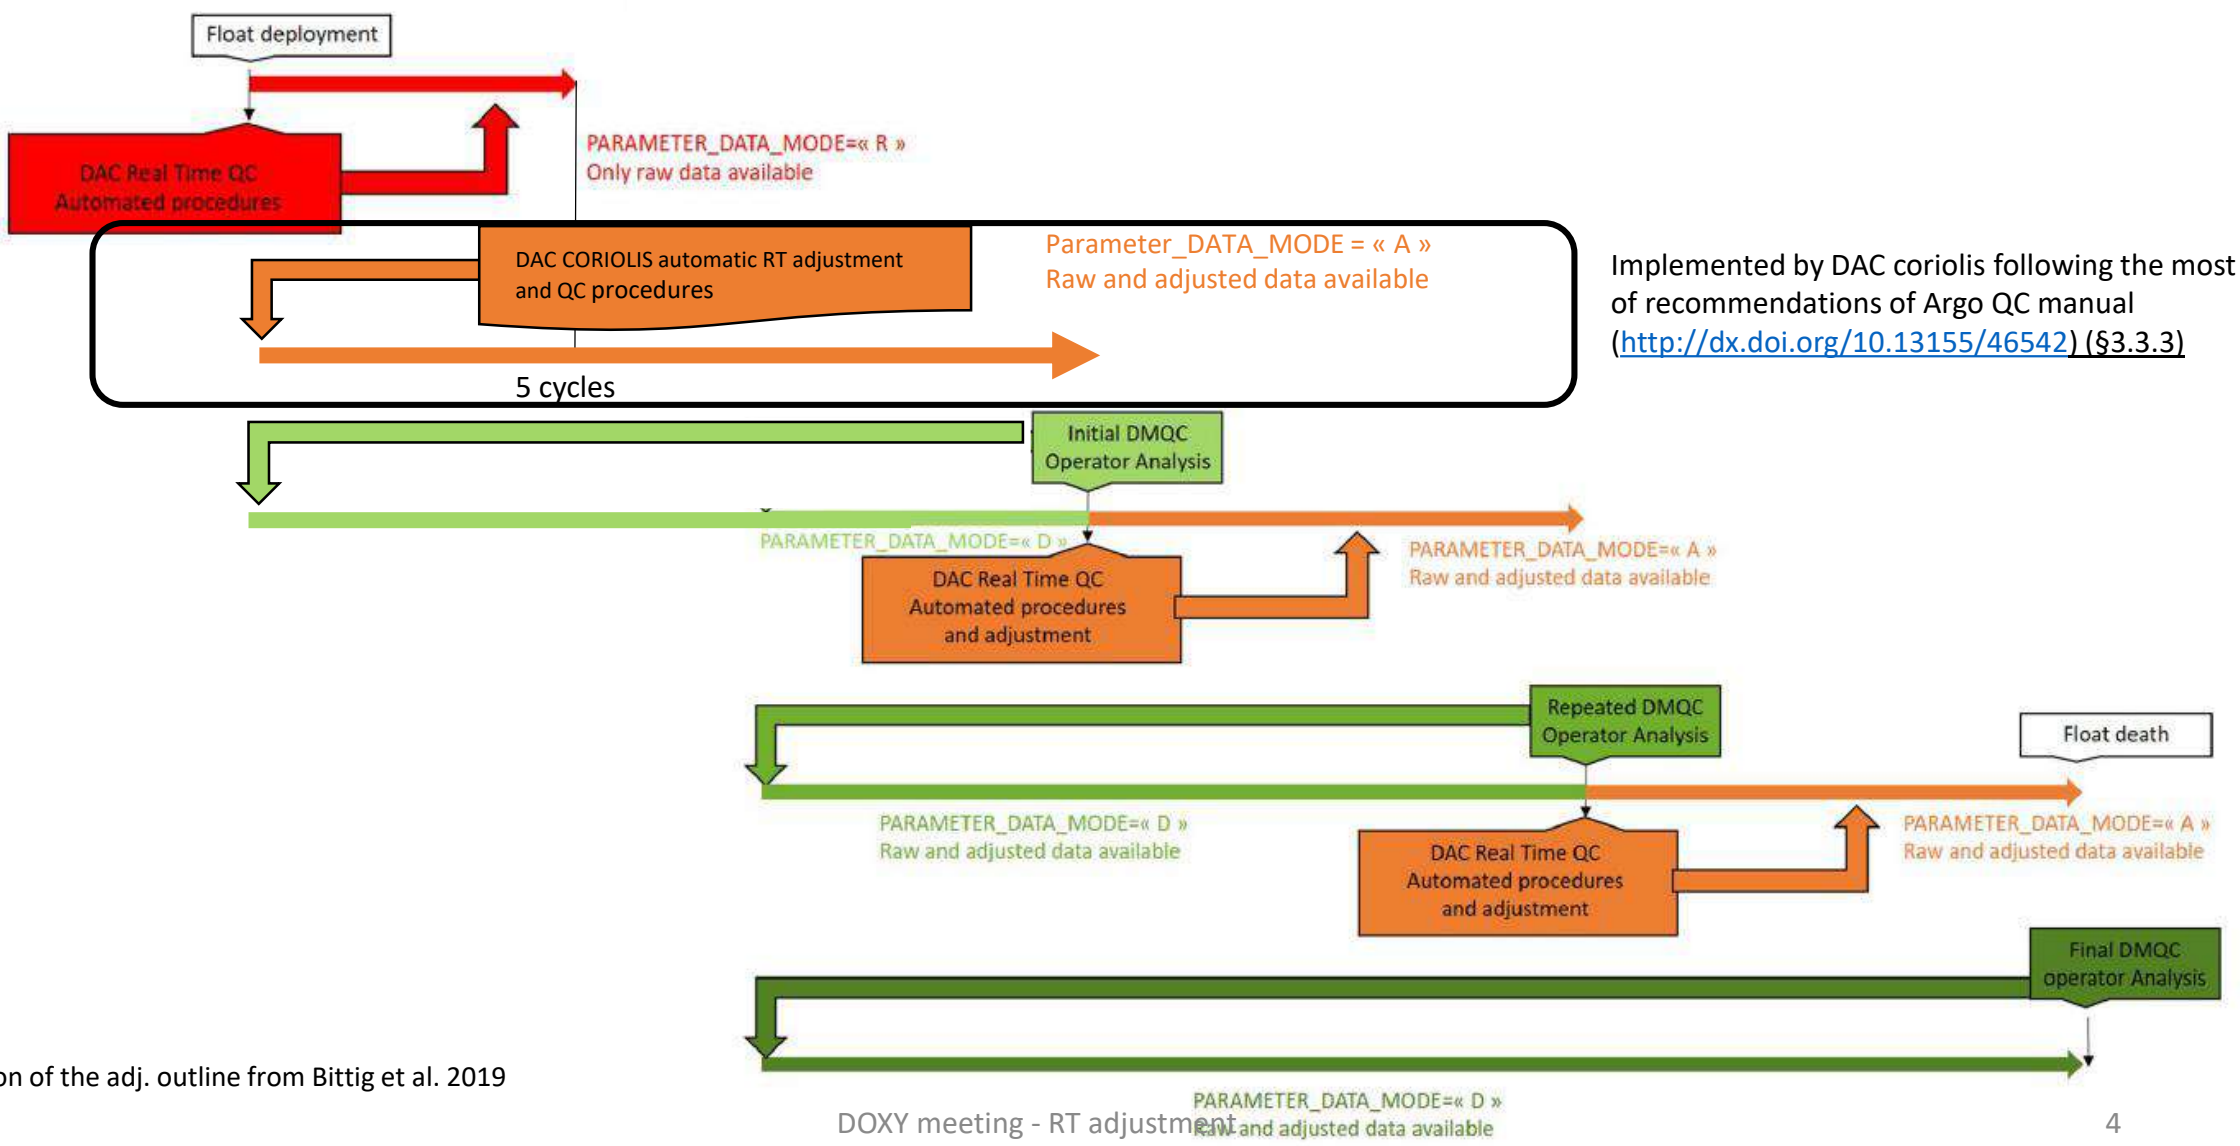 Float deployment
PARAMETER_DATA_MODE=« R »
Only raw data available
DAC Real Time QC
Automated procedures
DAC CORIOLIS automatic RT adjustment
and QC procedures
Parameter_DATA_MODE = « A »
Raw and adjusted data available
5 cycles
Implemented by DAC coriolis following the most
of recommendations of Argo QC manual
(http://dx.doi.org/10.13155/46542) (§3.3.3)
Initial DMQC
Operator Analysis
PARAMETER_DATA_MODE=« D »
DAC Real Time QC
Automated procedures
and adjustment
PARAMETER_DATA_MODE=« A »
Raw and adjusted data available
Repeated DMQC
Operator Analysis
Float death
PARAMETER_DATA_MODE=« D »
Raw and adjusted data available
DAC Real Time QC
Automated procedures
and adjustment
PARAMETER_DATA_MODE=« A »
Raw and adjusted data available
Final DMQC
operator Analysis
on of the adj. outline from Bittig et al. 2019
PARAMETER_DATA_MODE=« D »
Raw and adjusted data available
DOXY meeting - RT adjustment
4